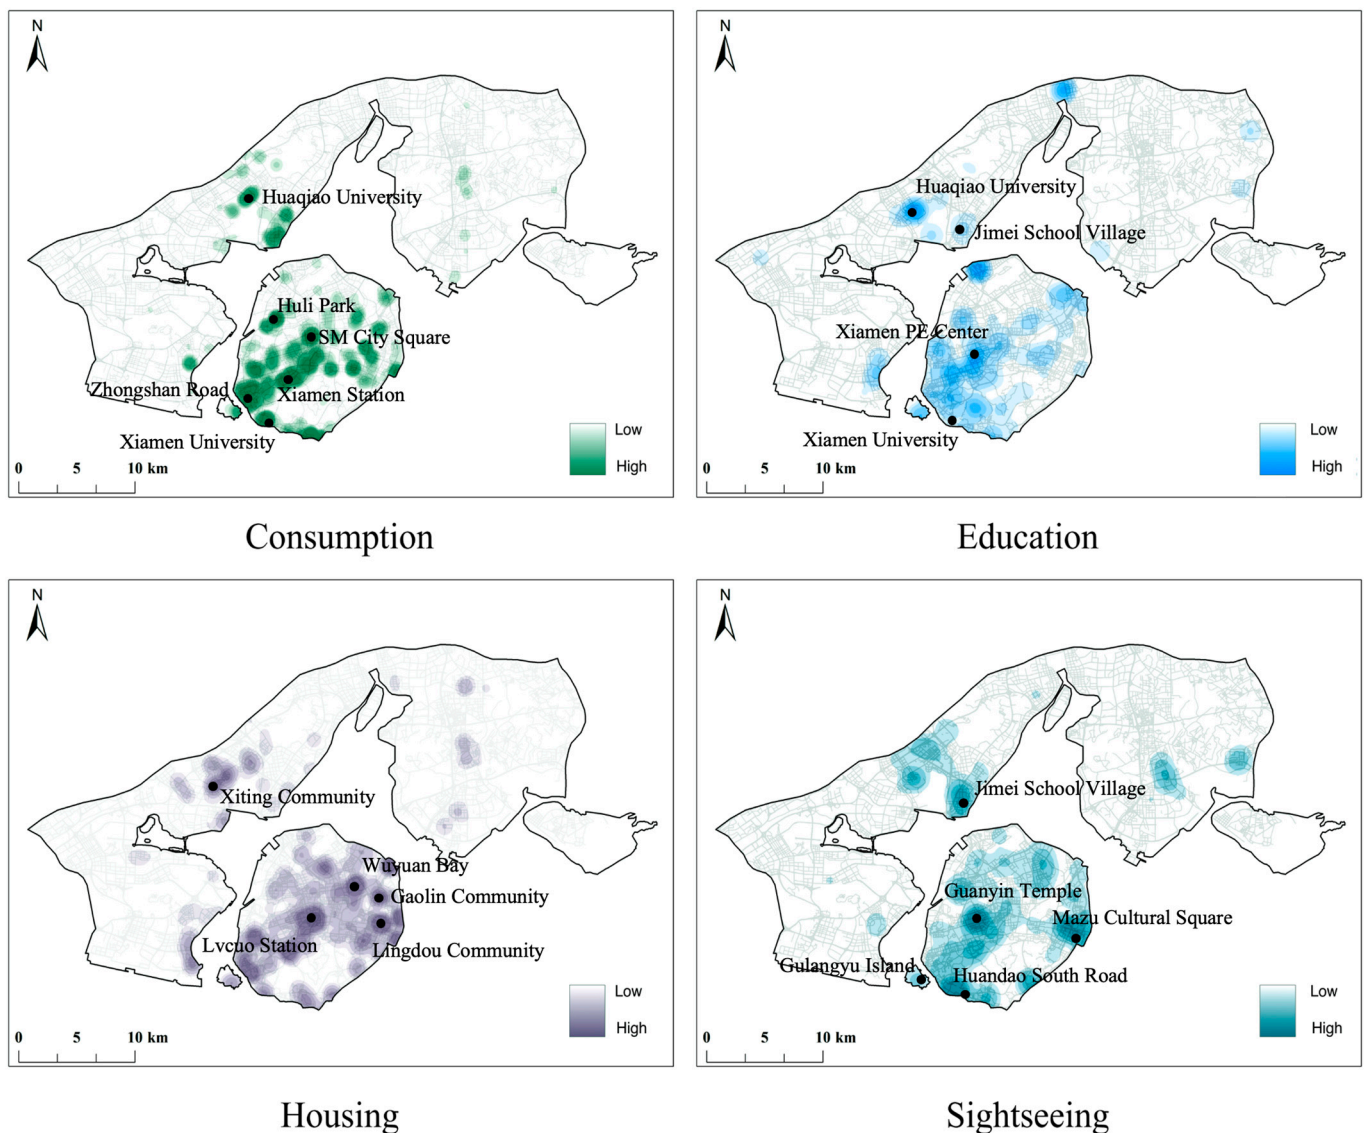 N
Huaqiao University
Huli Park
SM City Square
Zhongshan Road
Xiamen Station
Xiamen University
Low
High
0 5 10 km
Consumption
N
Huaqiao University
Jimei School Village
Xiamen PE Center
Xiamen University
Low
High
0 5 10 km
Education
N
Xiting Community
Wuyuan Bay
Gaolin Community
Lvcuo Station
Lingdou Community
Low
High
0 5 10 km
Housing
N
Jimei School Village
Guanyin Temple
Mazu Cultural Square
Gulangyu Island
Huandao South Road
Low
High
0 5 10 km
Sightseeing